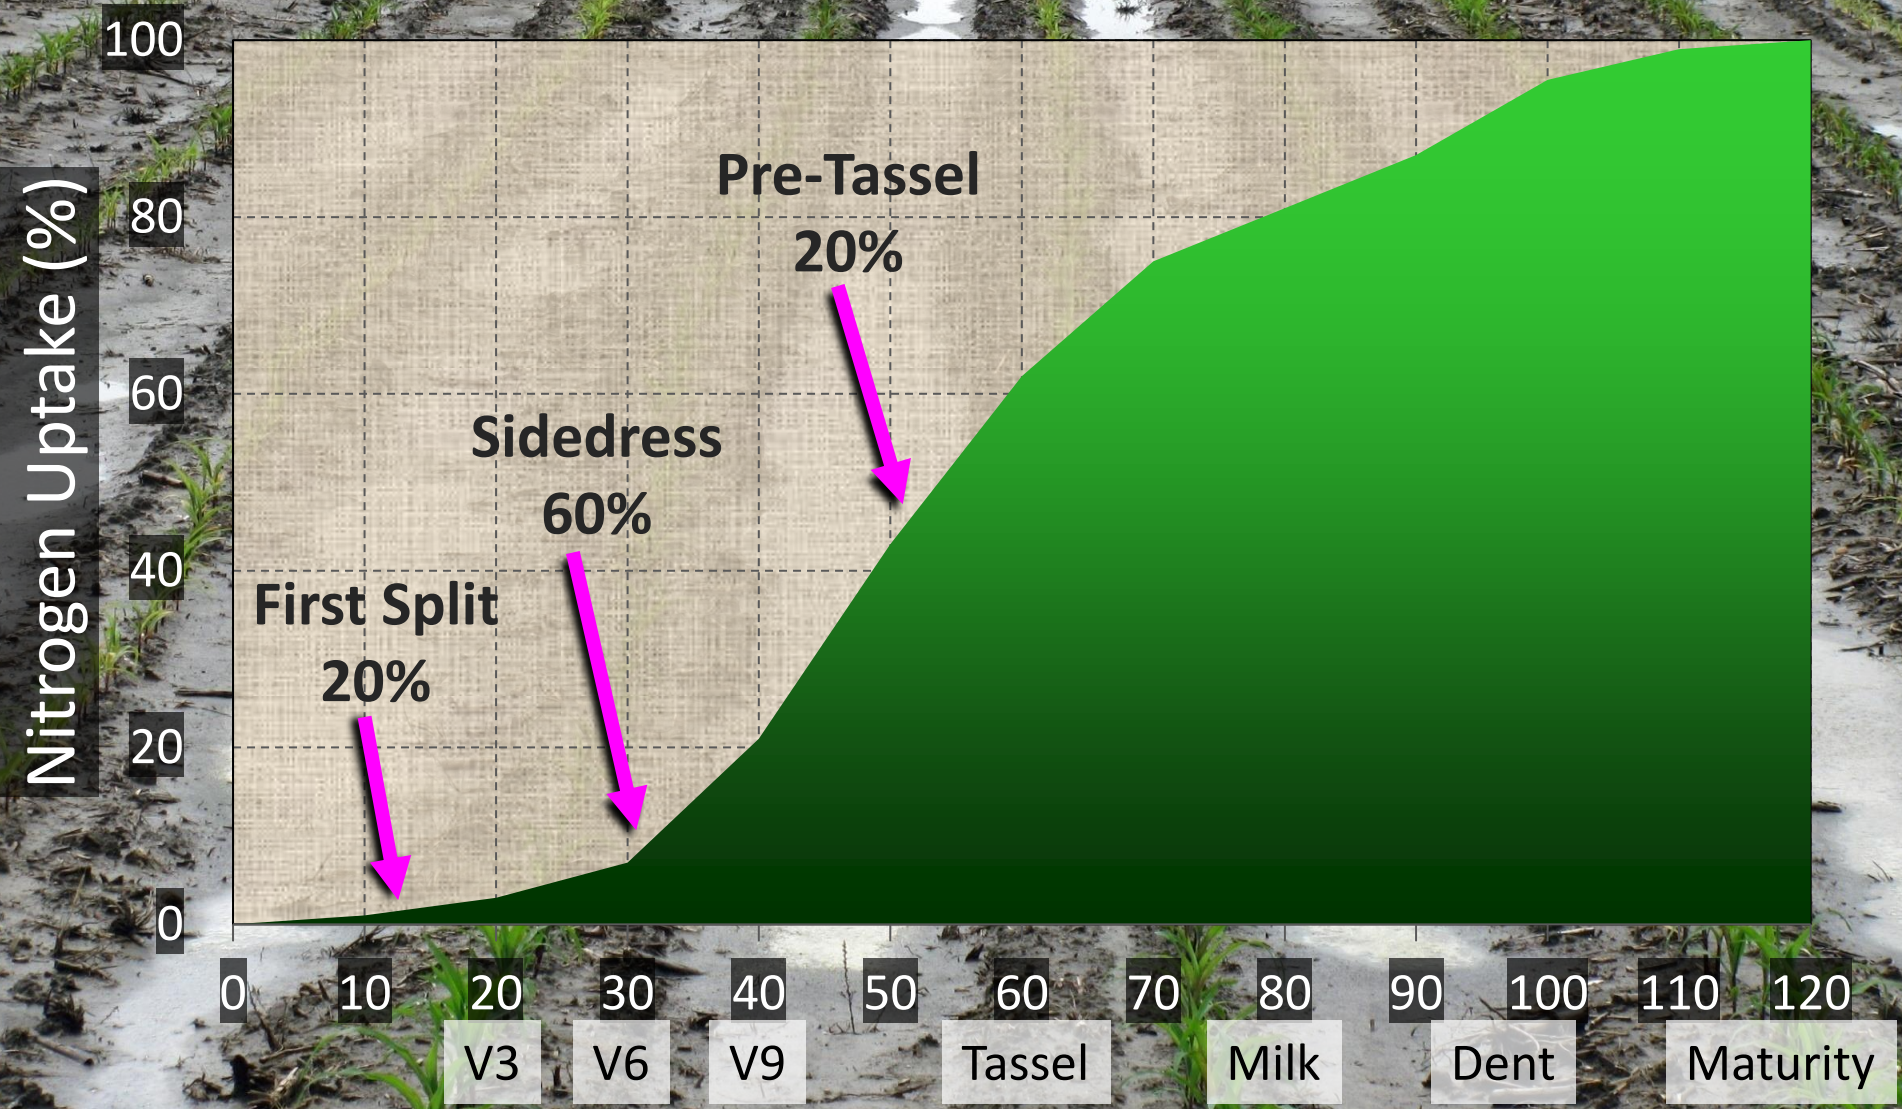 Nitrogen Uptake (%)
100
80
60
40
20
0
Pre-Tassel
20%
Sidedress
60%
First Split
20%
0 10 20 30 40 50 60 70 80 90 100 110 120
V3 V6 V9 Tassel Milk Dent Maturity